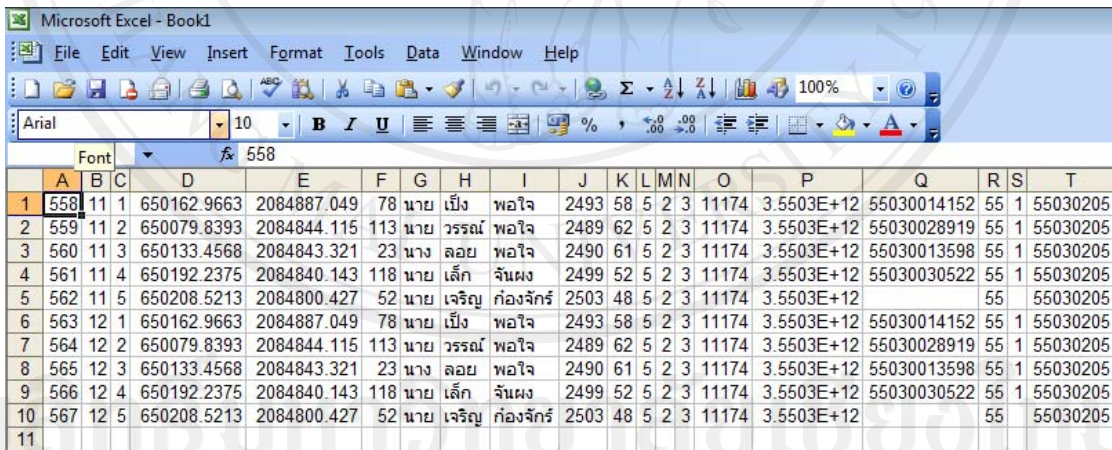 Microsoft Excel - Book1
File Edit View Insert Format Tools Data Window Help
100%
Arial 10 B I U
Font fx 558
A B C D E F G H I J K L M N O P Q R S T
1 558 11 1 650162.9663 2084887.049 78 นาย เป็ง พอใจ 2493 58 5 2 3 11174 3.5503E+12 55030014152 55 1 55030205
2 559 11 2 650079.8393 2084844.115 113 นาย วรรณ์ พอใจ 2489 62 5 2 3 11174 3.5503E+12 55030028919 55 1 55030205
3 560 11 3 650133.4568 2084843.321 23 นาง ลอย พอใจ 2490 61 5 2 3 11174 3.5503E+12 55030013598 55 1 55030205
4 561 11 4 650192.2375 2084840.143 118 นาย เล็ก จันผง 2499 52 5 2 3 11174 3.5503E+12 55030030522 55 1 55030205
5 562 11 5 650208.5213 2084800.427 52 นาย เจริญ ก๋องจักร์ 2503 48 5 2 3 11174 3.5503E+12 55 55030205
6 563 12 1 650162.9663 2084887.049 78 นาย เป็ง พอใจ 2493 58 5 2 3 11174 3.5503E+12 55030014152 55 1 55030205
7 564 12 2 650079.8393 2084844.115 113 นาย วรรณ์ พอใจ 2489 62 5 2 3 11174 3.5503E+12 55030028919 55 1 55030205
8 565 12 3 650133.4568 2084843.321 23 นาง ลอย พอใจ 2490 61 5 2 3 11174 3.5503E+12 55030013598 55 1 55030205
9 566 12 4 650192.2375 2084840.143 118 นาย เล็ก จันผง 2499 52 5 2 3 11174 3.5503E+12 55030030522 55 1 55030205
10 567 12 5 650208.5213 2084800.427 52 นาย เจริญ ก๋องจักร์ 2503 48 5 2 3 11174 3.5503E+12 55 55030205
11